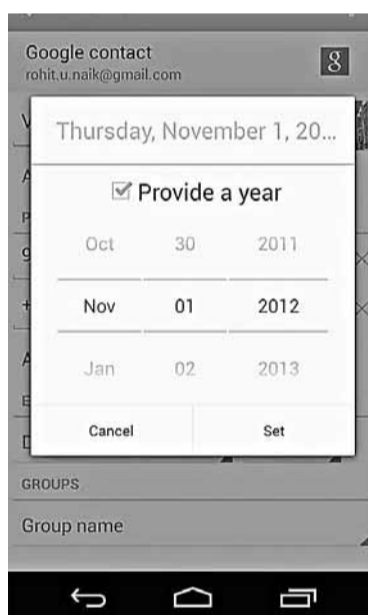 Google contact
rohit.u.naik@gmail.com
8
V
Thursday, November 1, 20...
A
Provide a year
P
9
Oct 30 2011
+
Nov 01 2012
A
Jan 02 2013
E
Cancel Set
D
GROUPS
Group name